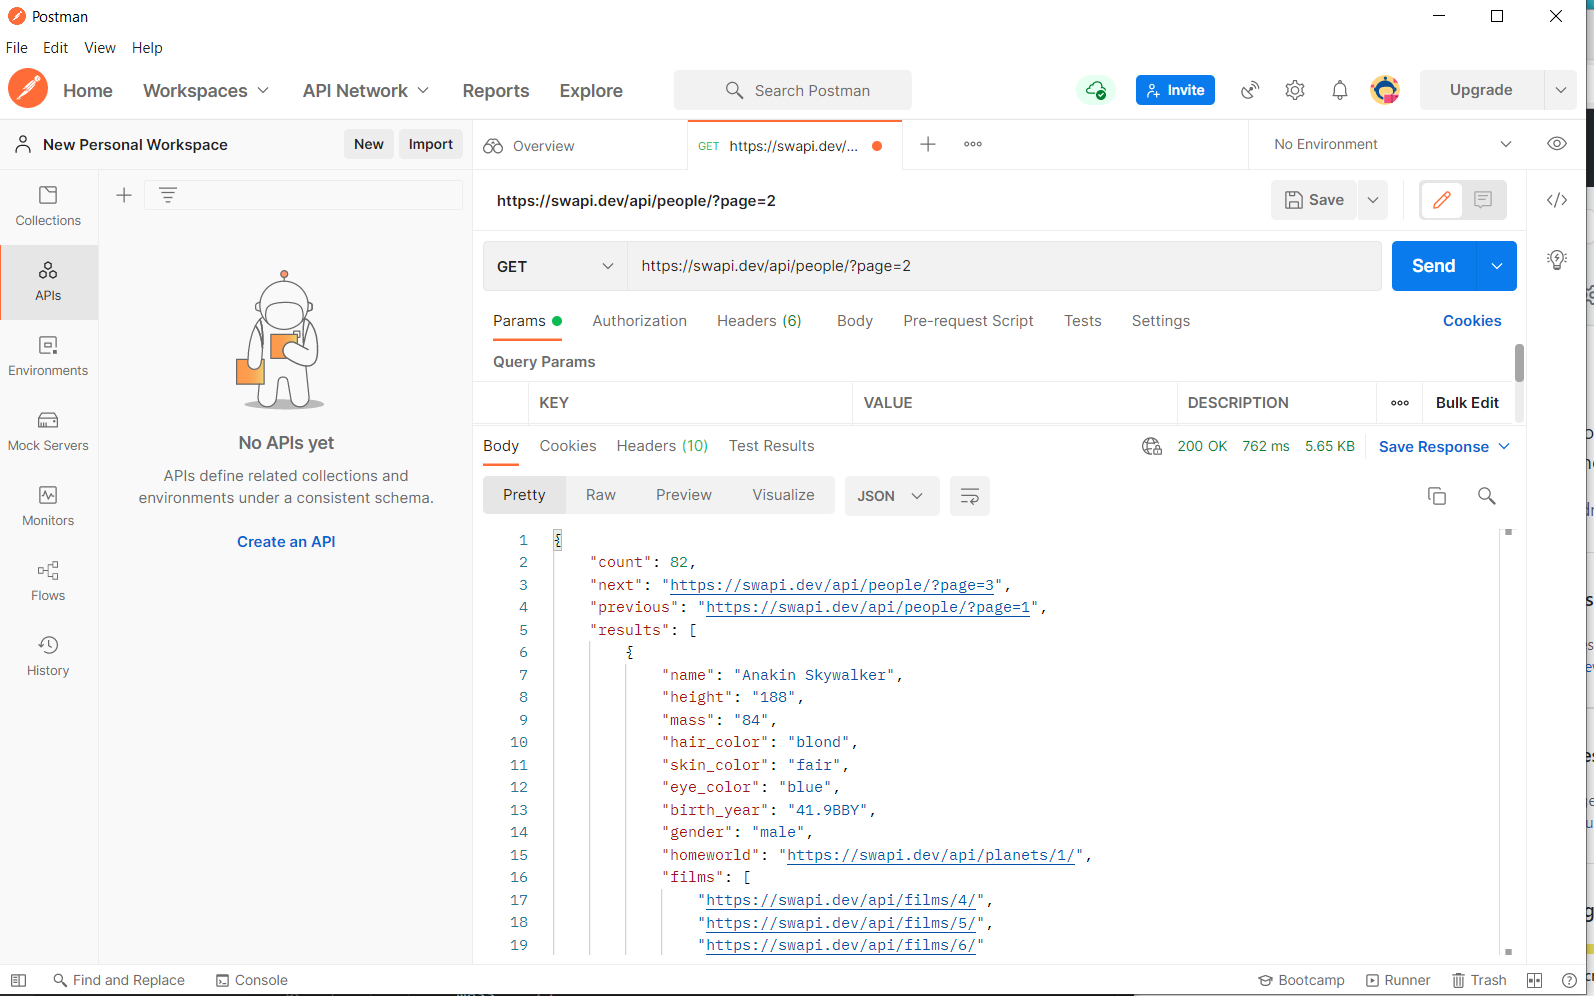 Postman
File Edit View Help
Home Workspaces API Network Reports Explore Search Postman Invite Upgrade
New Personal Workspace New Import
Overview GET https://swapi.dev/... No Environment
Collections
APIs
Environments
Mock Servers
Monitors
Flows
History
No APIs yet
APIs define related collections and
environments under a consistent schema.
Create an API
https://swapi.dev/api/people/?page=2 Save
GET https://swapi.dev/api/people/?page=2 Send
Params Authorization Headers (6) Body Pre-request Script Tests Settings Cookies
Query Params
KEY VALUE DESCRIPTION Bulk Edit
Body Cookies Headers (10) Test Results 200 OK 762 ms 5.65 KB Save Response
Pretty Raw Preview Visualize JSON
1 {
2 "count": 82,
3 "next": "https://swapi.dev/api/people/?page=3",
4 "previous": "https://swapi.dev/api/people/?page=1",
5 "results": [
6 {
7 "name": "Anakin Skywalker",
8 "height": "188",
9 "mass": "84",
10 "hair_color": "blond",
11 "skin_color": "fair",
12 "eye_color": "blue",
13 "birth_year": "41.9BBY",
14 "gender": "male",
15 "homeworld": "https://swapi.dev/api/planets/1/",
16 "films": [
17 "https://swapi.dev/api/films/4/",
18 "https://swapi.dev/api/films/5/",
19 "https://swapi.dev/api/films/6/"
Find and Replace Console Bootcamp Runner Trash